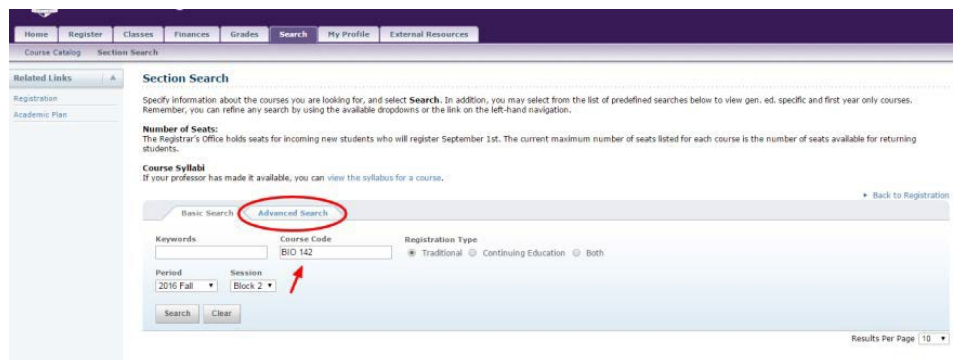 Home Register Classes Finances Grades Search My Profile External Resources
Course Catalog Section Search
Related Links
Registration
Academic Plan
Section Search
Specify information about the courses you are looking for, and select Search. In addition, you may select from the list of predefined searches below to view gen. ed. specific and first year only courses.
Remember, you can refine any search by using the available dropdowns or the link on the left-hand navigation.
Number of Seats:
The Registrar's Office holds seats for incoming new students who will register September 1st. The current maximum number of seats listed for each course is the number of seats available for returning
students.
Course Syllabi
If your professor has made it available, you can view the syllabus for a course.
Back to Registration
Basic Search Advanced Search
Keywords Course Code Registration Type
BIO 142 Traditional Continuing Education Both
Period Session
2016 Fall Block 2
Search Clear
Results Per Page 10